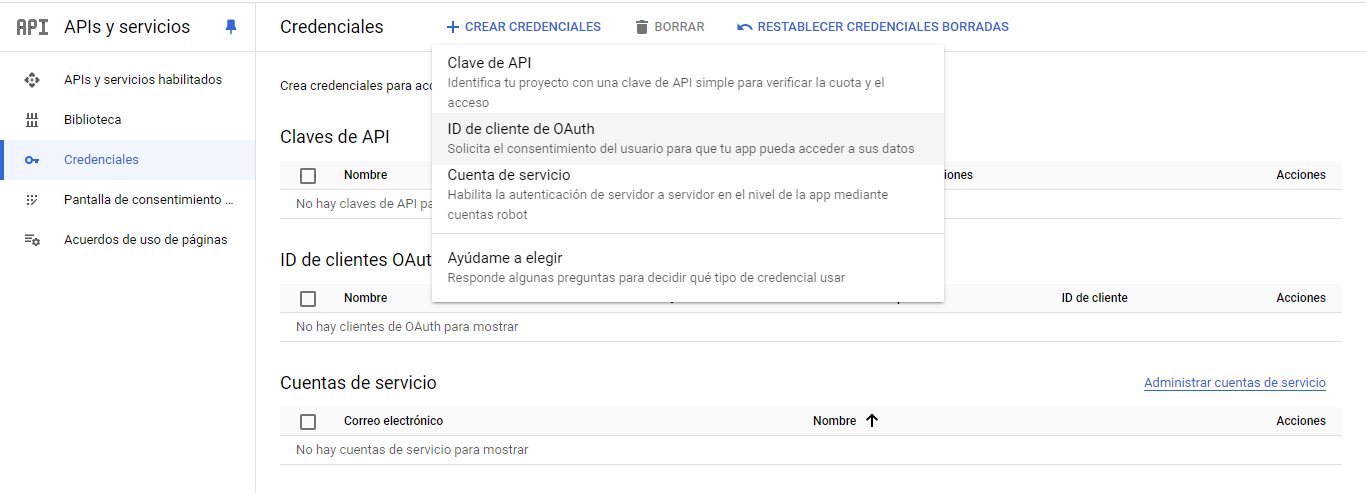 API APIs y servicios
APIs y servicios habilitados
Biblioteca
Credenciales
Pantalla de consentimiento ...
Acuerdos de uso de páginas
Credenciales
CREAR CREDENCIALES
BORRAR
RESTABLECER CREDENCIALES BORRADAS
Crea credenciales para
Clave de API
Identifica tu proyecto con una clave de API simple para verificar la cuota y el
acceso
ID de cliente de OAuth
Solicita el consentimiento del usuario para que tu app pueda acceder a sus datos
Cuenta de servicio
Habilita la autenticación de servidor a servidor en el nivel de la app mediante
cuentas robot
Ayúdame a elegir
Responde algunas preguntas para decidir qué tipo de credencial usar
Claves de API
Nombre iones Acciones
No hay claves de API
ID de clientes OAut
Nombre ID de cliente Acciones
No hay clientes de OAuth para mostrar
Cuentas de servicio
Administrar cuentas de servicio
Correo electrónico Nombre Acciones
No hay cuentas de servicio para mostrar